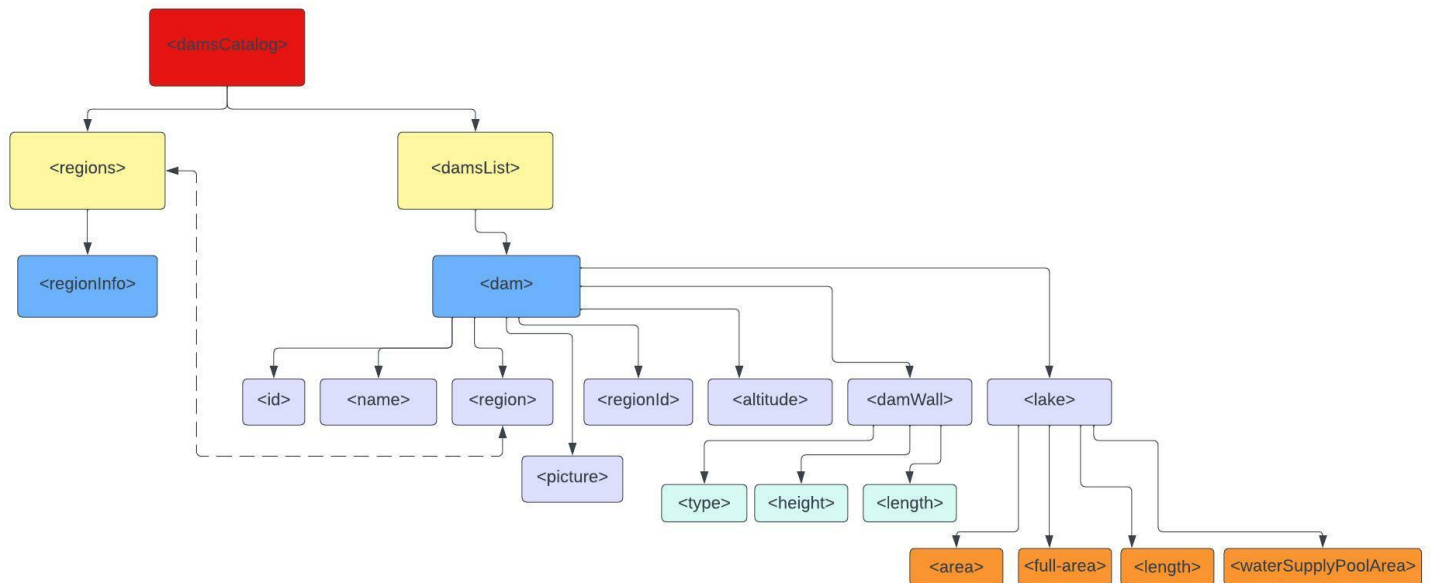 <damsCatalog>
<regions>
<damsList>
<regionInfo>
<dam>
<id>
<name>
<region>
<regionId>
<altitude>
<damWall>
<lake>
<picture>
<type>
<height>
<length>
<area>
<full-area>
<length>
<waterSupplyPoolArea>